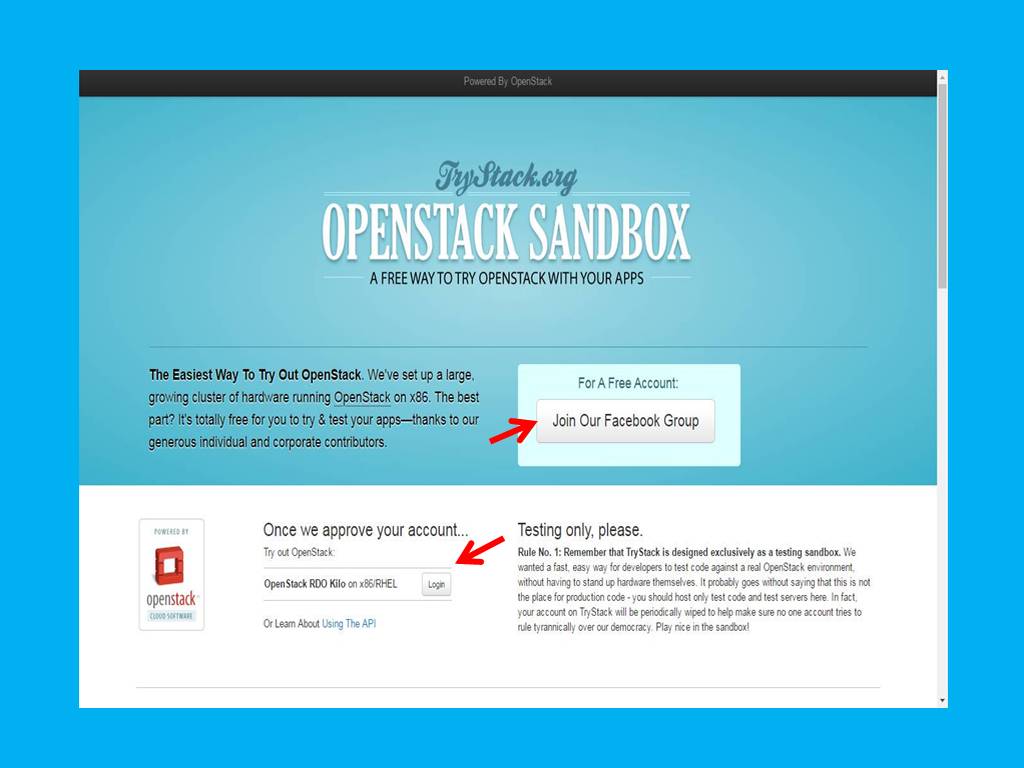 Powered By OpenStack
TryStack.org
OPENSTACK SANDBOX
A FREE WAY TO TRY OPENSTACK WITH YOUR APPS
The Easiest Way To Try Out OpenStack. We've set up a large,
growing cluster of hardware running OpenStack on x86. The best
part? It's totally free for you to try & test your apps—thanks to our
generous individual and corporate contributors.
For A Free Account:
Join Our Facebook Group
POWERED BY
openstack
CLOUD SOFTWARE
Once we approve your account...
Try out OpenStack:
OpenStack RDO Kilo on x86/RHEL Login
Or Learn About Using The API
Testing only, please.
Rule No. 1: Remember that TryStack is designed exclusively as a testing sandbox. We
wanted a fast, easy way for developers to test code against a real OpenStack environment,
without having to stand up hardware themselves. It probably goes without saying that this is not
the place for production code - you should host only test code and test servers here. In fact,
your account on TryStack will be periodically wiped to help make sure no one account tries to
rule tyrannically over our democracy. Play nice in the sandbox!